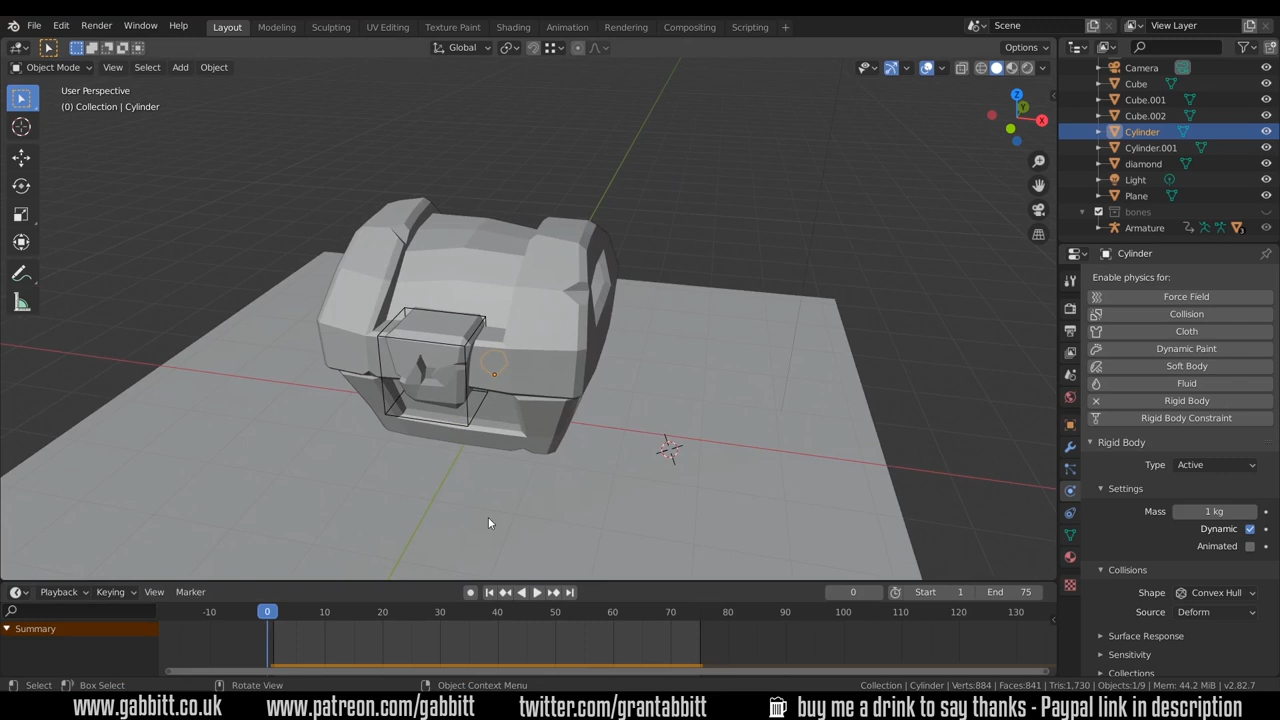 File Edit Render Window Help Layout Modeling Sculpting UV Editing Texture Paint Shading Animation Rendering Compositing Scripting + Scene View Layer
Global Options
Object Mode View Select Add Object
User Perspective
(0) Collection | Cylinder
Z
Y
X
Camera
Cube
Cube.001
Cube.002
Cylinder
Cylinder.001
diamond
Light
Plane
bones
Armature
3
Cylinder
Enable physics for:
Force Field
Collision
Cloth
Dynamic Paint
Soft Body
Fluid
Rigid Body
Rigid Body Constraint
Rigid Body
Type Active
Settings
Mass 1 kg
Dynamic
Animated
Collisions
Shape Convex Hull
Source Deform
Surface Response
Sensitivity
Collections
Playback Keying View Marker 0 Start 1 End 75
-10 0 20 30 40 50 60 70 80 90 100 110 120 130
Summary
Select Box Select Rotate View Object Context Menu Collection | Cylinder | Verts:884 | Faces:841 | Tris:1,730 | Objects:1/9 | Mem: 44.2 MiB | v2.82.7
www.gabbitt.co.uk www.patreon.com/gabbitt twitter.com/grantabbitt buy me a drink to say thanks - Paypal link in description